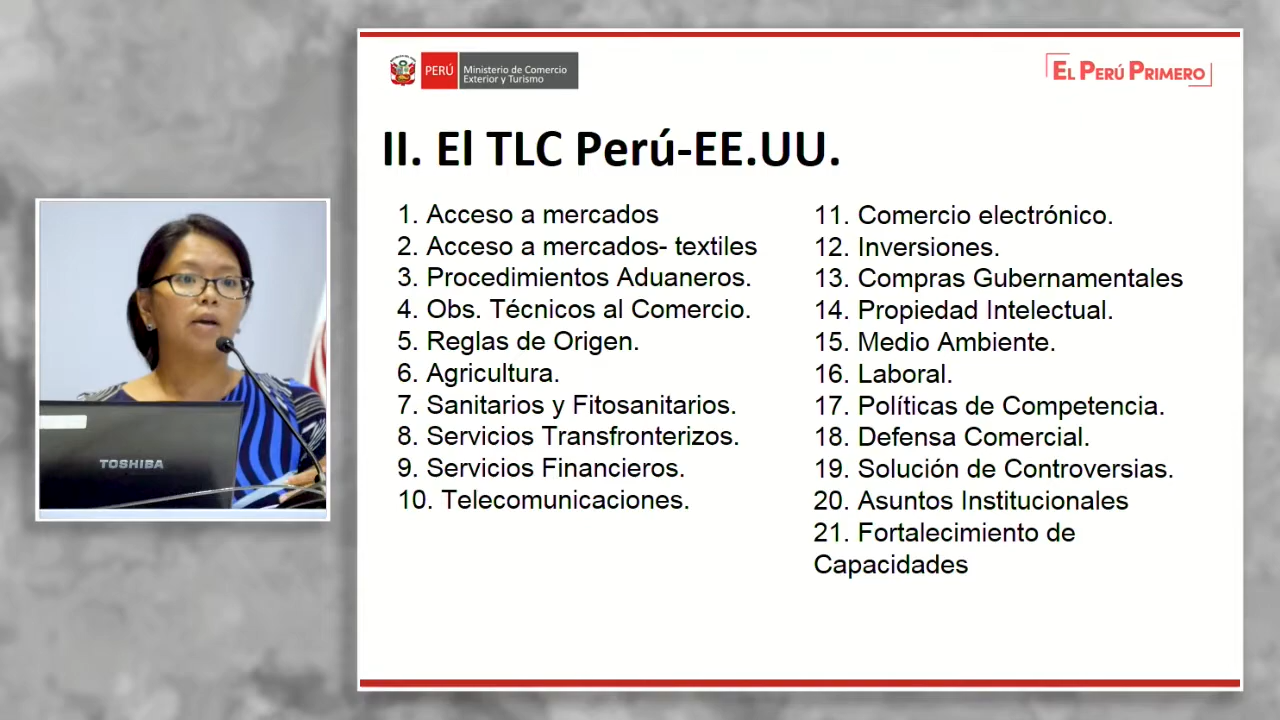 PERÚ
Ministerio de Comercio
Exterior y Turismo
EL PERÚ PRIMERO
II. El TLC Perú-EE.UU.
1. Acceso a mercados
2. Acceso a mercados- textiles
3. Procedimientos Aduaneros.
4. Obs. Técnicos al Comercio.
5. Reglas de Origen.
6. Agricultura.
7. Sanitarios y Fitosanitarios.
8. Servicios Transfronterizos.
9. Servicios Financieros.
10. Telecomunicaciones.
11. Comercio electrónico.
12. Inversiones.
13. Compras Gubernamentales
14. Propiedad Intelectual.
15. Medio Ambiente.
16. Laboral.
17. Políticas de Competencia.
18. Defensa Comercial.
19. Solución de Controversias.
20. Asuntos Institucionales
21. Fortalecimiento de
Capacidades
TOSHIBA